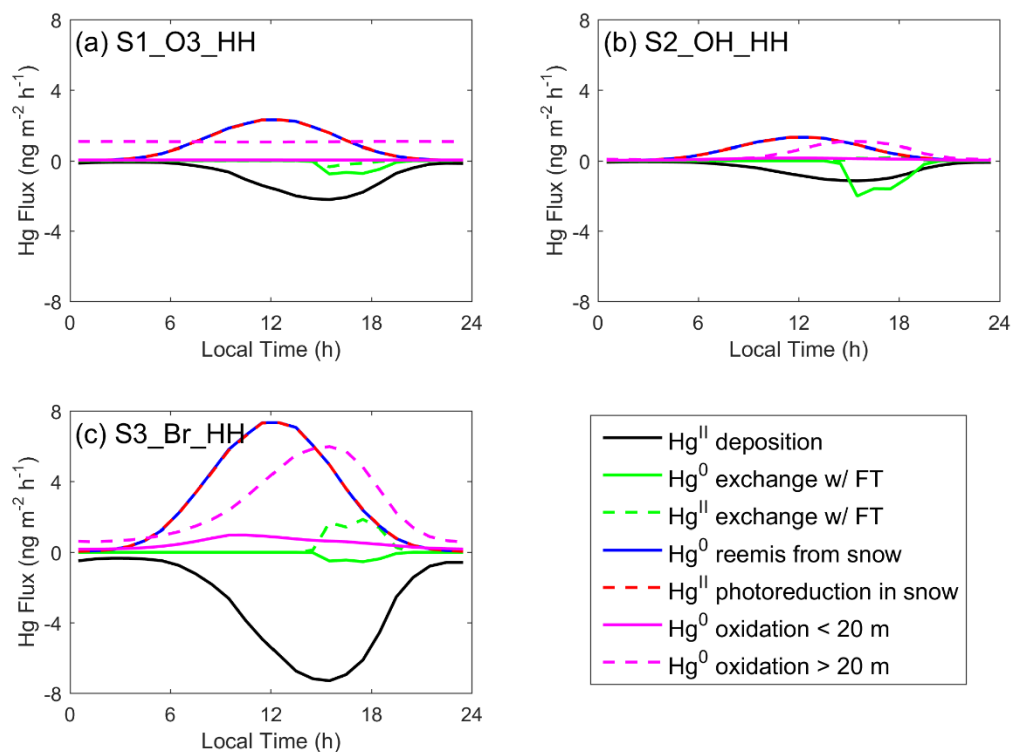 (a) S1_O3_HH
8
4
0
-4
-8
Hg Flux (ng m⁻² h⁻¹)
0 6 12 18 24
Local Time (h)
(b) S2_OH_HH
8
4
0
-4
-8
Hg Flux (ng m⁻² h⁻¹)
0 6 12 18 24
Local Time (h)
(c) S3_Br_HH
8
4
0
-4
-8
Hg Flux (ng m⁻² h⁻¹)
0 6 12 18 24
Local Time (h)
Hgᴵᴵ deposition
Hg⁰ exchange w/ FT
Hgᴵᴵ exchange w/ FT
Hg⁰ reemis from snow
Hgᴵᴵ photoreduction in snow
Hg⁰ oxidation < 20 m
Hg⁰ oxidation > 20 m